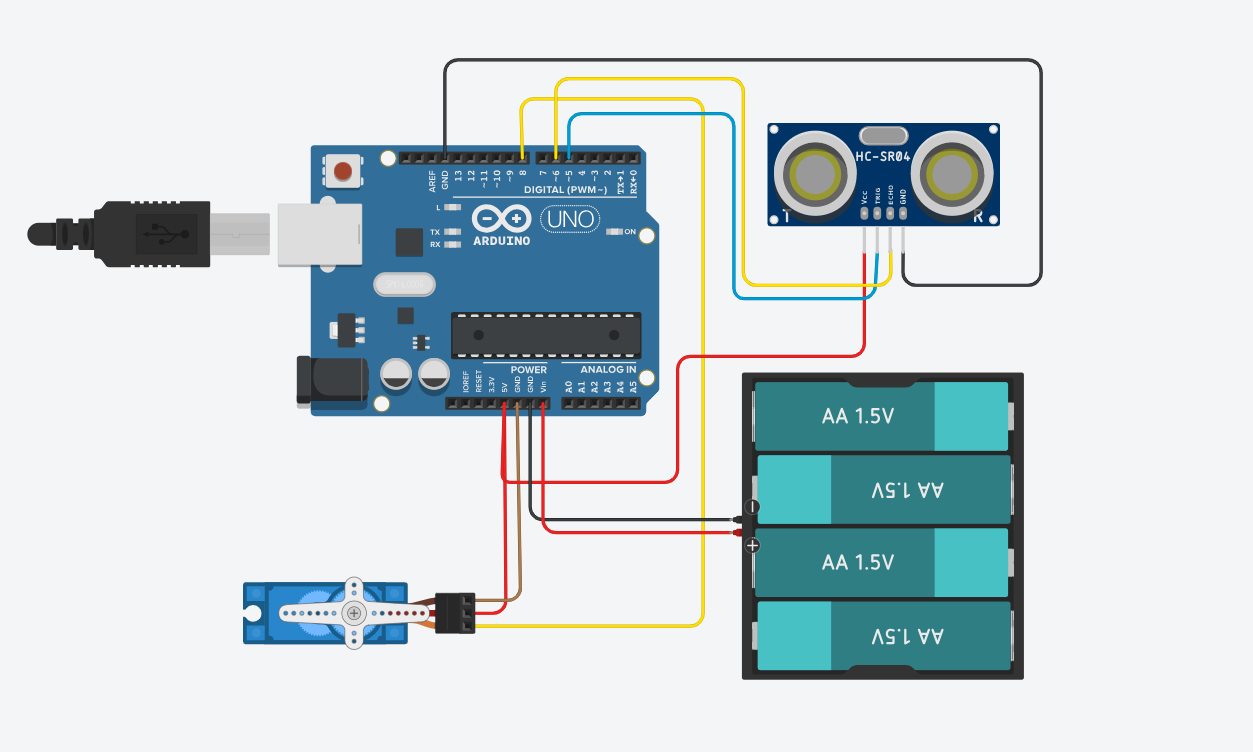 HC-SR04
Vcc
TRIG
ECHO
GND
T
R
AREF
GND
13
12
~11
~10
~9
8
7
~6
~5
4
~3
2
TX→1
RX←0
DIGITAL (PWM~)
L
TX
RX
ARDUINO
UNO
ON
POWER
ANALOG IN
IOREF
RESET
3.3V
5V
GND
GND
Vin
A0
A1
A2
A3
A4
A5
AA 1.5V
AA 1.5V
AA 1.5V
AA 1.5V